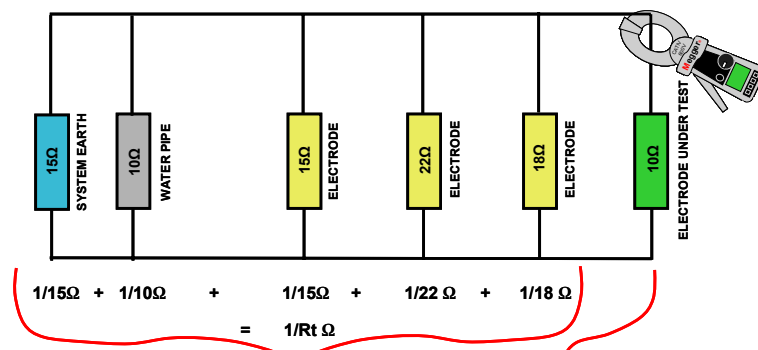 15Ω
SYSTEM EARTH
10Ω
WATER PIPE
15Ω
ELECTRODE
22Ω
ELECTRODE
18Ω
ELECTRODE
10Ω
ELECTRODE UNDER TEST
Megger
1/15Ω + 1/10Ω + 1/15Ω + 1/22 Ω + 1/18 Ω
= 1/Rt Ω